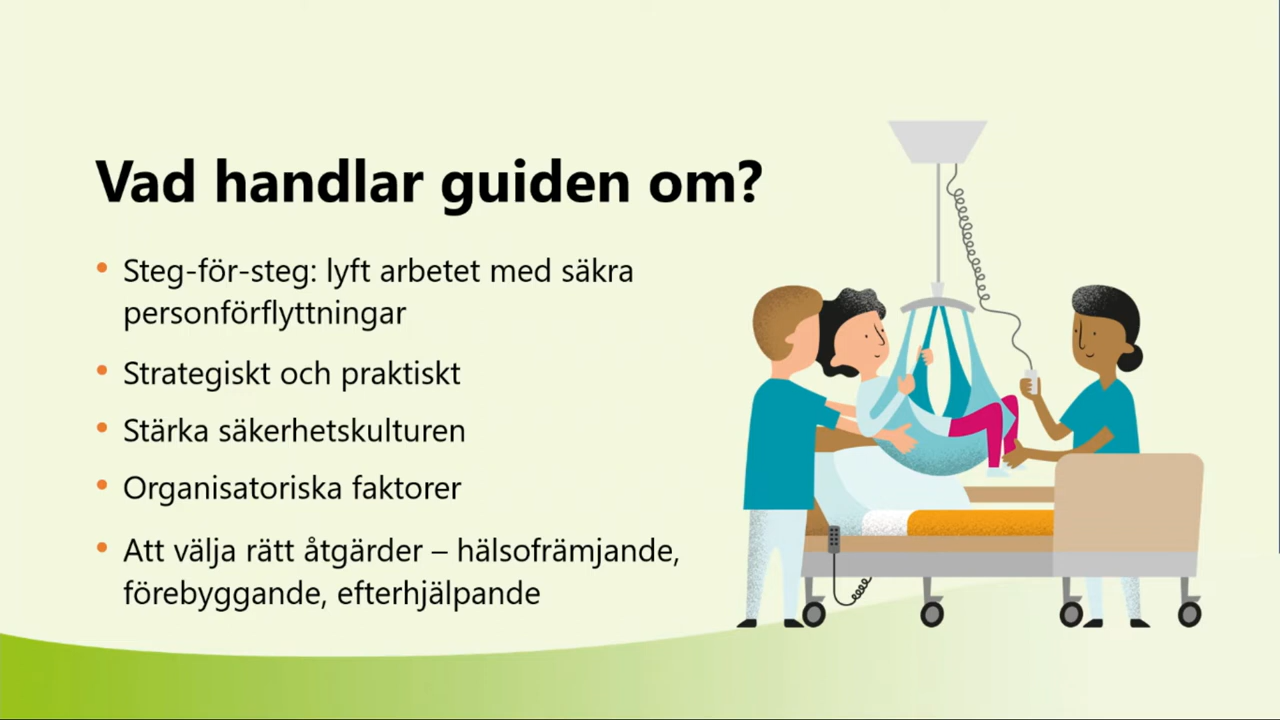 Vad handlar guiden om?
• Steg-för-steg: lyft arbetet med säkra
personförflyttningar
• Strategiskt och praktiskt
• Stärka säkerhetskulturen
• Organisatoriska faktorer
• Att välja rätt åtgärder – hälsofrämjande,
förebyggande, efterhjälpande